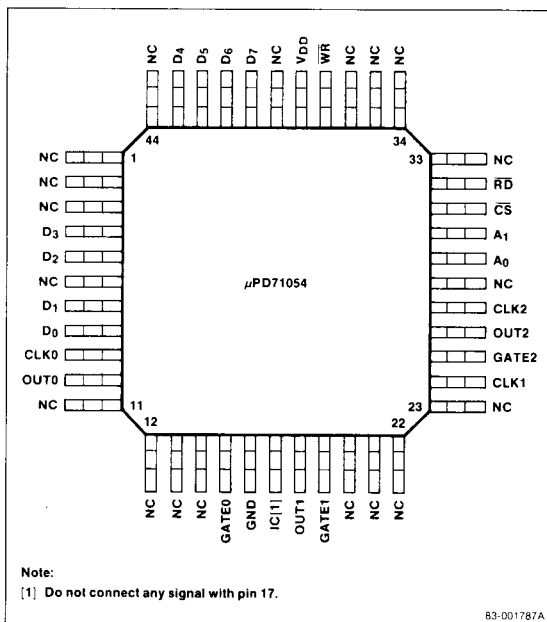 NC D4 D5 D6 D7 NC VDD W̅R̅ NC NC NC
44 34
1 33
NC NC
NC R̅D̅
NC C̅S̅
D3 A1
D2 A0
NC NC
μPD71054
D1 CLK2
D0 OUT2
CLK0 GATE2
OUT0 CLK1
NC NC
11 23
12 22
NC NC NC GATE0 GND IC[1] OUT1 GATE1 NC NC NC
Note:
[1] Do not connect any signal with pin 17.
83-001787A